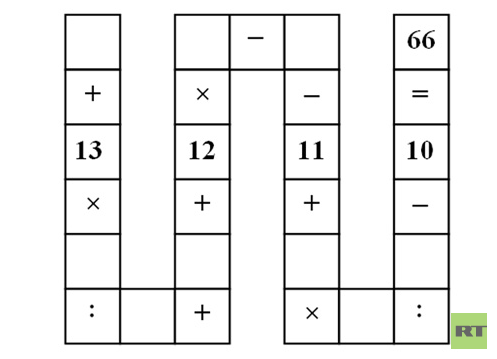 − 66
+ × − =
13 12 11 10
× + + −
: + × :
RT